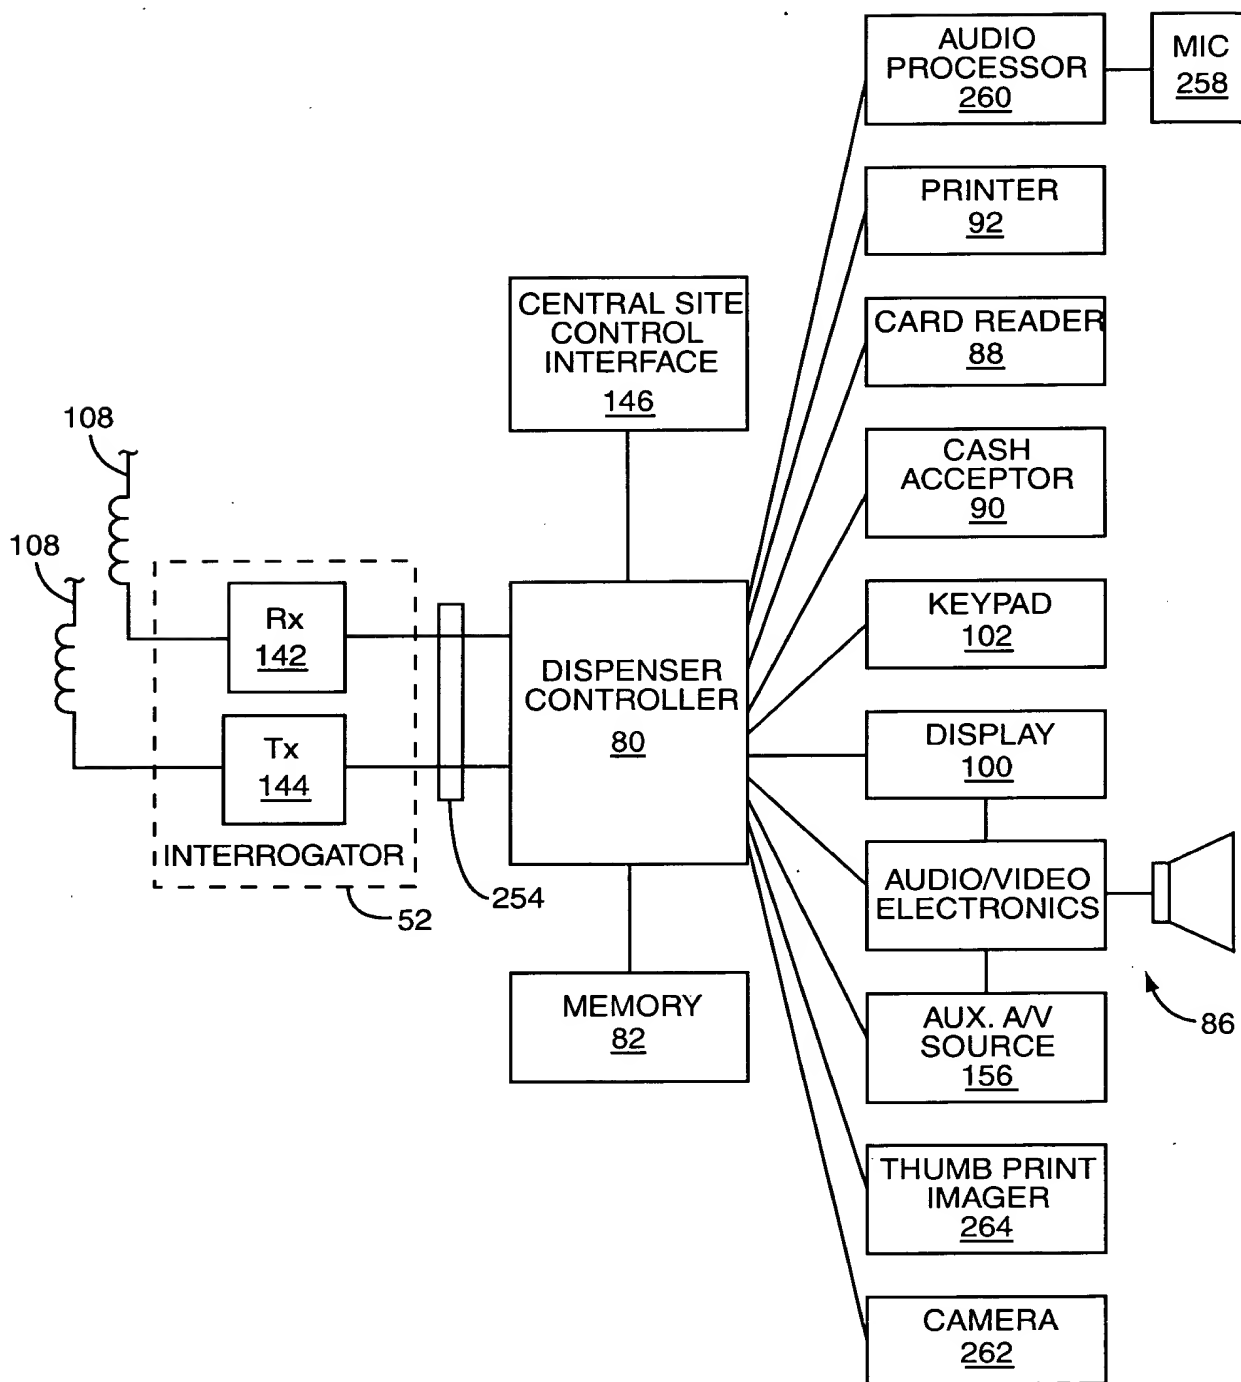 AUDIO
PROCESSOR
260
MIC
258
PRINTER
92
CENTRAL SITE
CONTROL
INTERFACE
146
CARD READER
88
108
CASH
ACCEPTOR
90
108
Rx
142
KEYPAD
102
DISPENSER
CONTROLLER
80
Tx
144
DISPLAY
100
INTERROGATOR
52
254
AUDIO/VIDEO
ELECTRONICS
86
MEMORY
82
AUX. A/V
SOURCE
156
THUMB PRINT
IMAGER
264
CAMERA
262